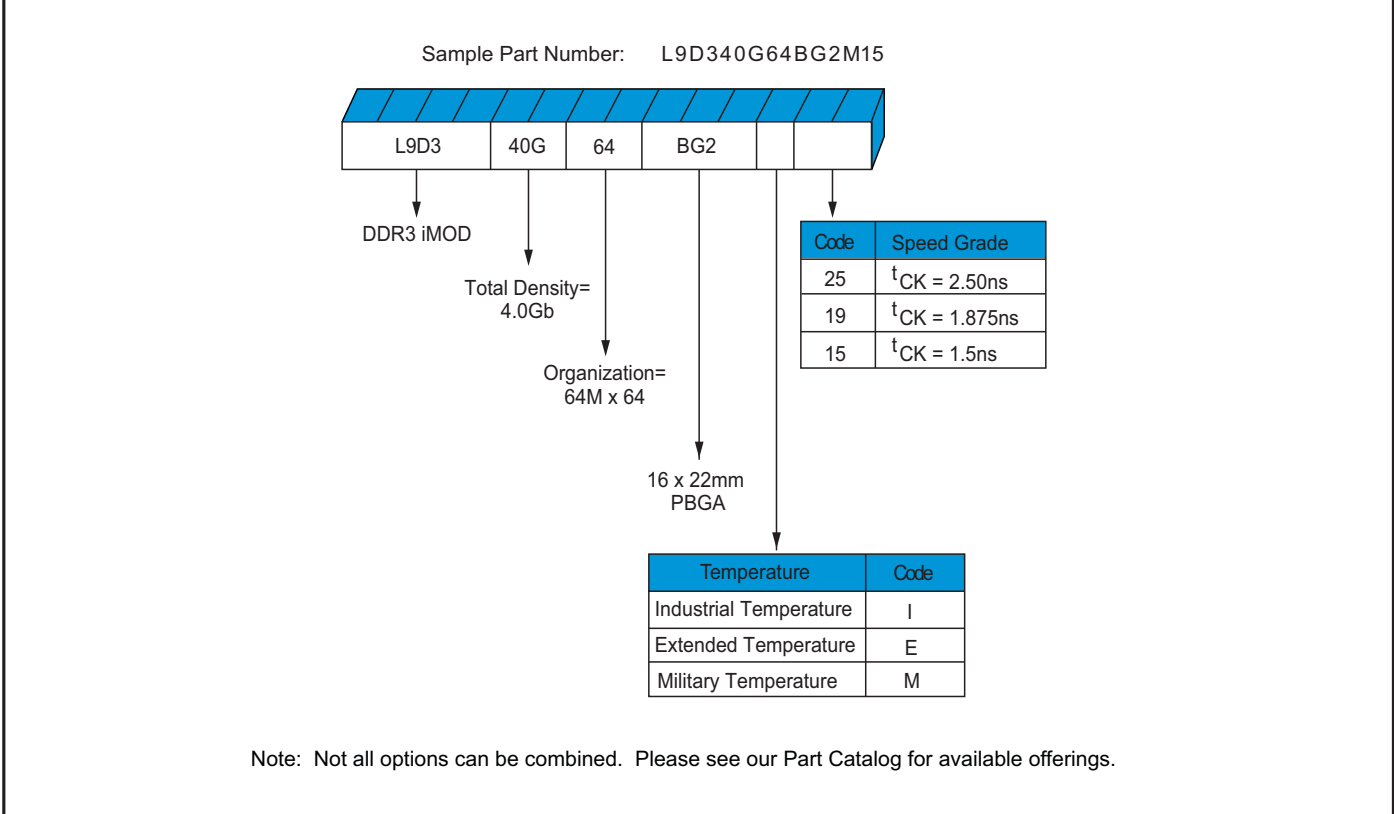 Sample Part Number: L9D340G64BG2M15
L9D3 40G 64 BG2
DDR3 iMOD
Total Density=
4.0Gb
Organization=
64M x 64
16 x 22mm
PBGA
Code Speed Grade
25 tCK = 2.50ns
19 tCK = 1.875ns
15 tCK = 1.5ns
Temperature Code
Industrial Temperature I
Extended Temperature E
Military Temperature M
Note: Not all options can be combined. Please see our Part Catalog for available offerings.